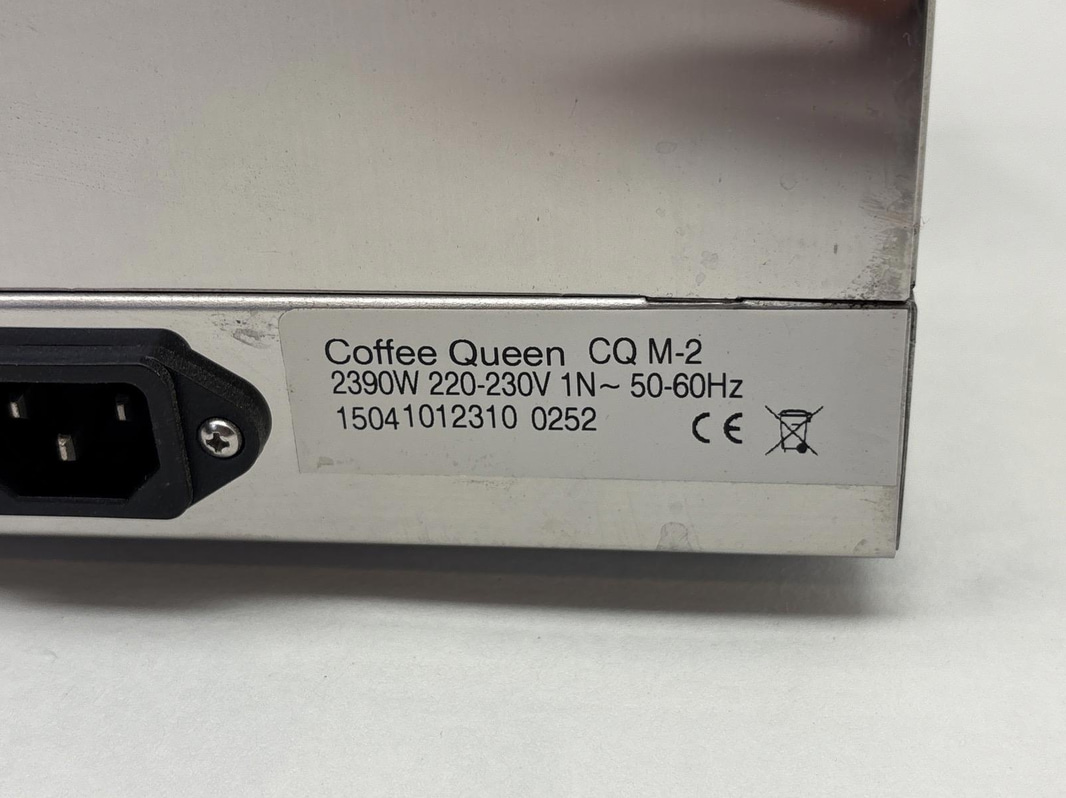 Coffee Queen CQ M-2
2390W 220-230V 1N~ 50-60Hz
15041012310 0252
CE